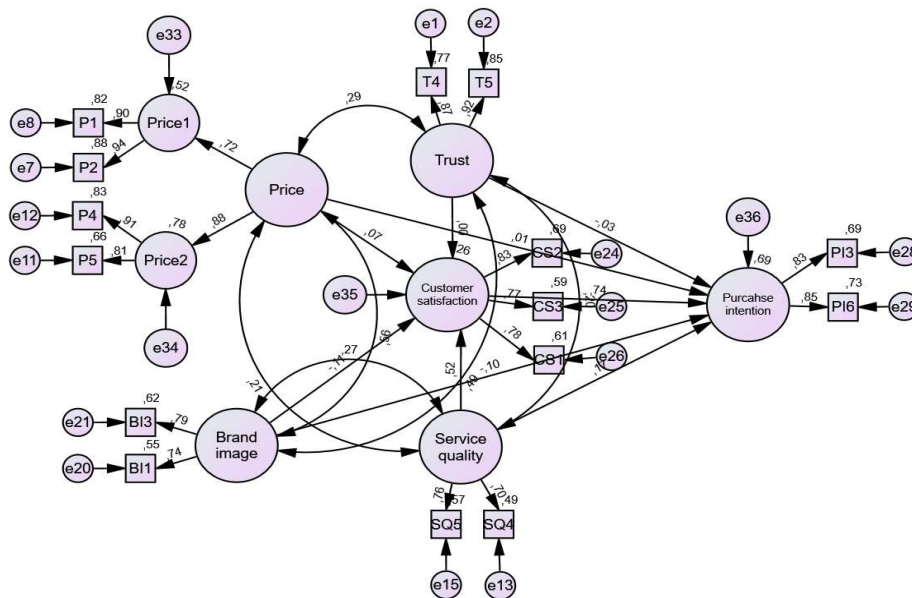 e33
e1
e2
,77
,85
T4
T5
,87
,92
,52
,82
e8
P1
,90
Price1
,88
e7
P2
,94
,72
,29
Trust
Price
,83
e12
P4
,91
,78
,88
,66
e11
P5
,81
Price2
e34
-,03
,00
,01
,07
,26
e36
,69
,69
PI3
e28
,83
Purcahse
intention
,73
,85
PI6
e29
e35
Customer
satisfaction
,83
,69
CS2
e24
,77
,59
CS3
,74
e25
,78
,61
CS1
e26
-,11
,27
,52
,49
-,10
,21
,62
e21
BI3
,79
,55
e20
BI1
,74
Brand
image
Service
quality
,76
,57
,70
,49
SQ5
SQ4
e15
e13